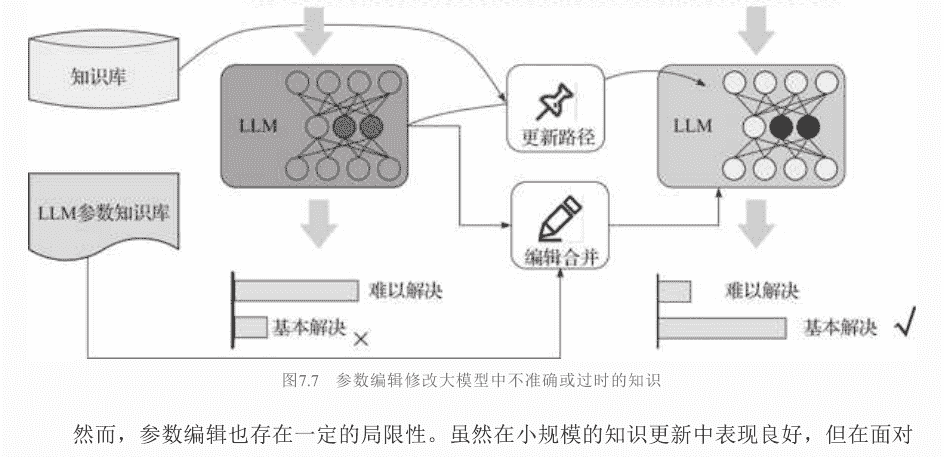 知识库
LLM
更新路径
LLM
LLM参数知识库
编辑合并
难以解决
基本解决
难以解决
基本解决
图7.7 参数编辑修改大模型中不准确或过时的知识
然而，参数编辑也存在一定的局限性。虽然在小规模的知识更新中表现良好，但在面对